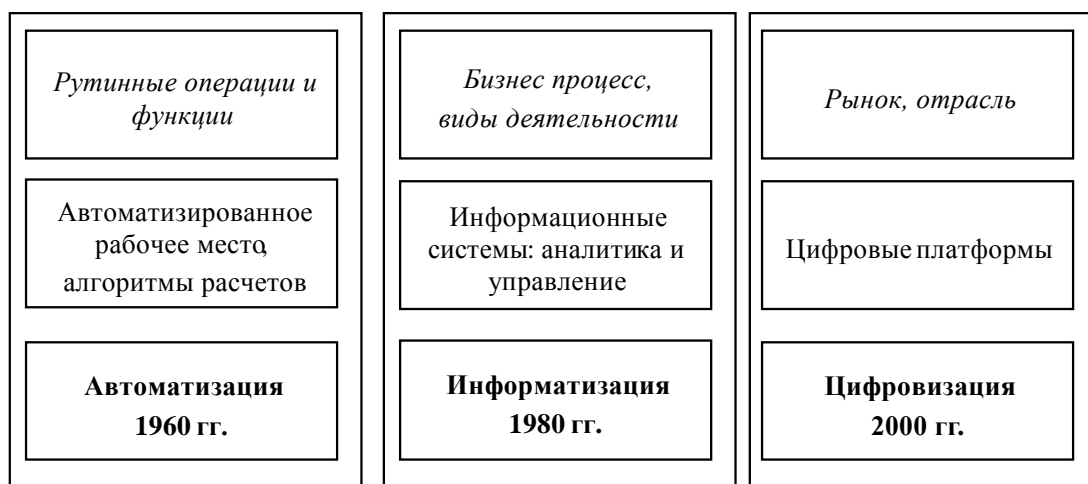 Рутинные операции и
функции
Автоматизированное
рабочее место,
алгоритмы расчетов
Автоматизация
1960 гг.
Бизнес процесс,
виды деятельности
Информационные
системы: аналитика и
управление
Информатизация
1980 гг.
Рынок, отрасль
Цифровые платформы
Цифровизация
2000 гг.